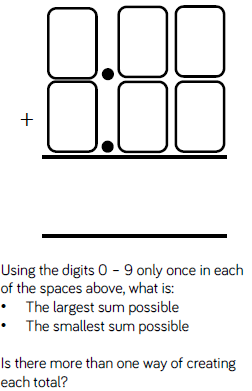 +
Using the digits 0 – 9 only once in each
of the spaces above, what is:
• The largest sum possible
• The smallest sum possible
Is there more than one way of creating
each total?